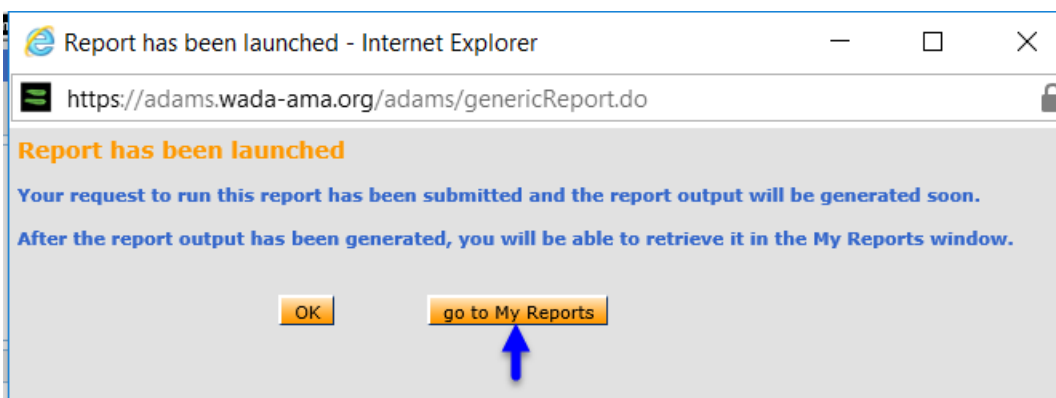 Report has been launched - Internet Explorer
https://adams.wada-ama.org/adams/genericReport.do
Report has been launched
Your request to run this report has been submitted and the report output will be generated soon.
After the report output has been generated, you will be able to retrieve it in the My Reports window.
OK go to My Reports